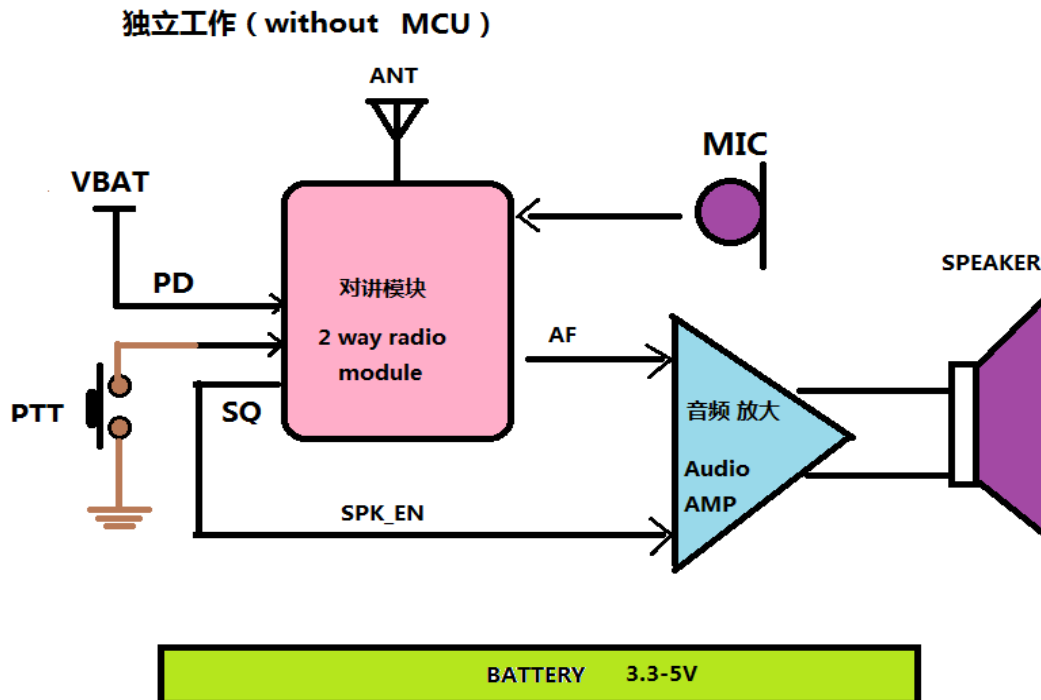 独立工作（without MCU）
ANT
MIC
VBAT
SPEAKER
PD
对讲模块
2 way radio
module
AF
PTT
SQ
音频 放大
Audio
AMP
SPK_EN
BATTERY 3.3-5V